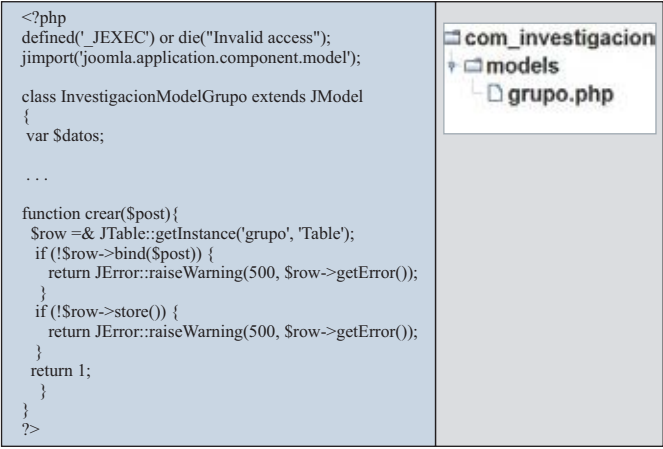 <?php
defined('_JEXEC') or die("Invalid access");
jimport('joomla.application.component.model');
class InvestigacionModelGrupo extends JModel
{
var $datos;
. . .
function crear($post){
$row =& JTable::getInstance('grupo', 'Table');
if (!$row->bind($post)) {
return JError::raiseWarning(500, $row->getError());
}
if (!$row->store()) {
return JError::raiseWarning(500, $row->getError());
}
return 1;
}
}
?>
com_investigacion
models
grupo.php